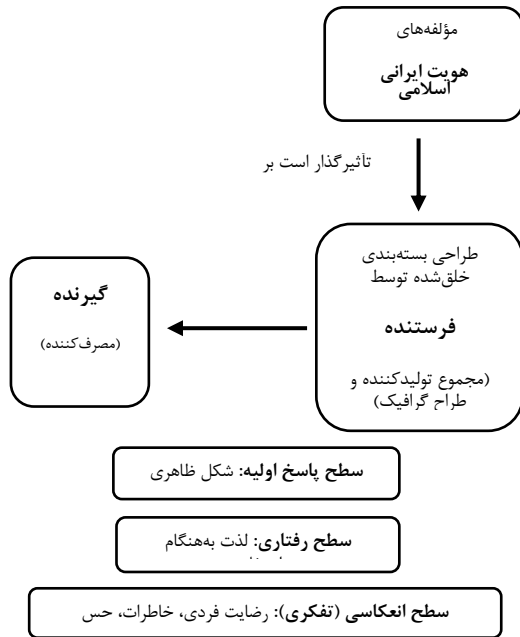 مؤلفه‌های
هویت ایرانی
اسلامی
تأثیرگذار است بر
طراحی بسته‌بندی
خلق‌شده توسط
فرستنده
(مجموع تولیدکننده و
طراح گرافیک)
گیرنده
(مصرف‌کننده)
سطح پاسخ اولیه: شکل ظاهری
سطح رفتاری: لذت به‌هنگام
سطح انعکاسی (تفکری): رضایت فردی، خاطرات، حس